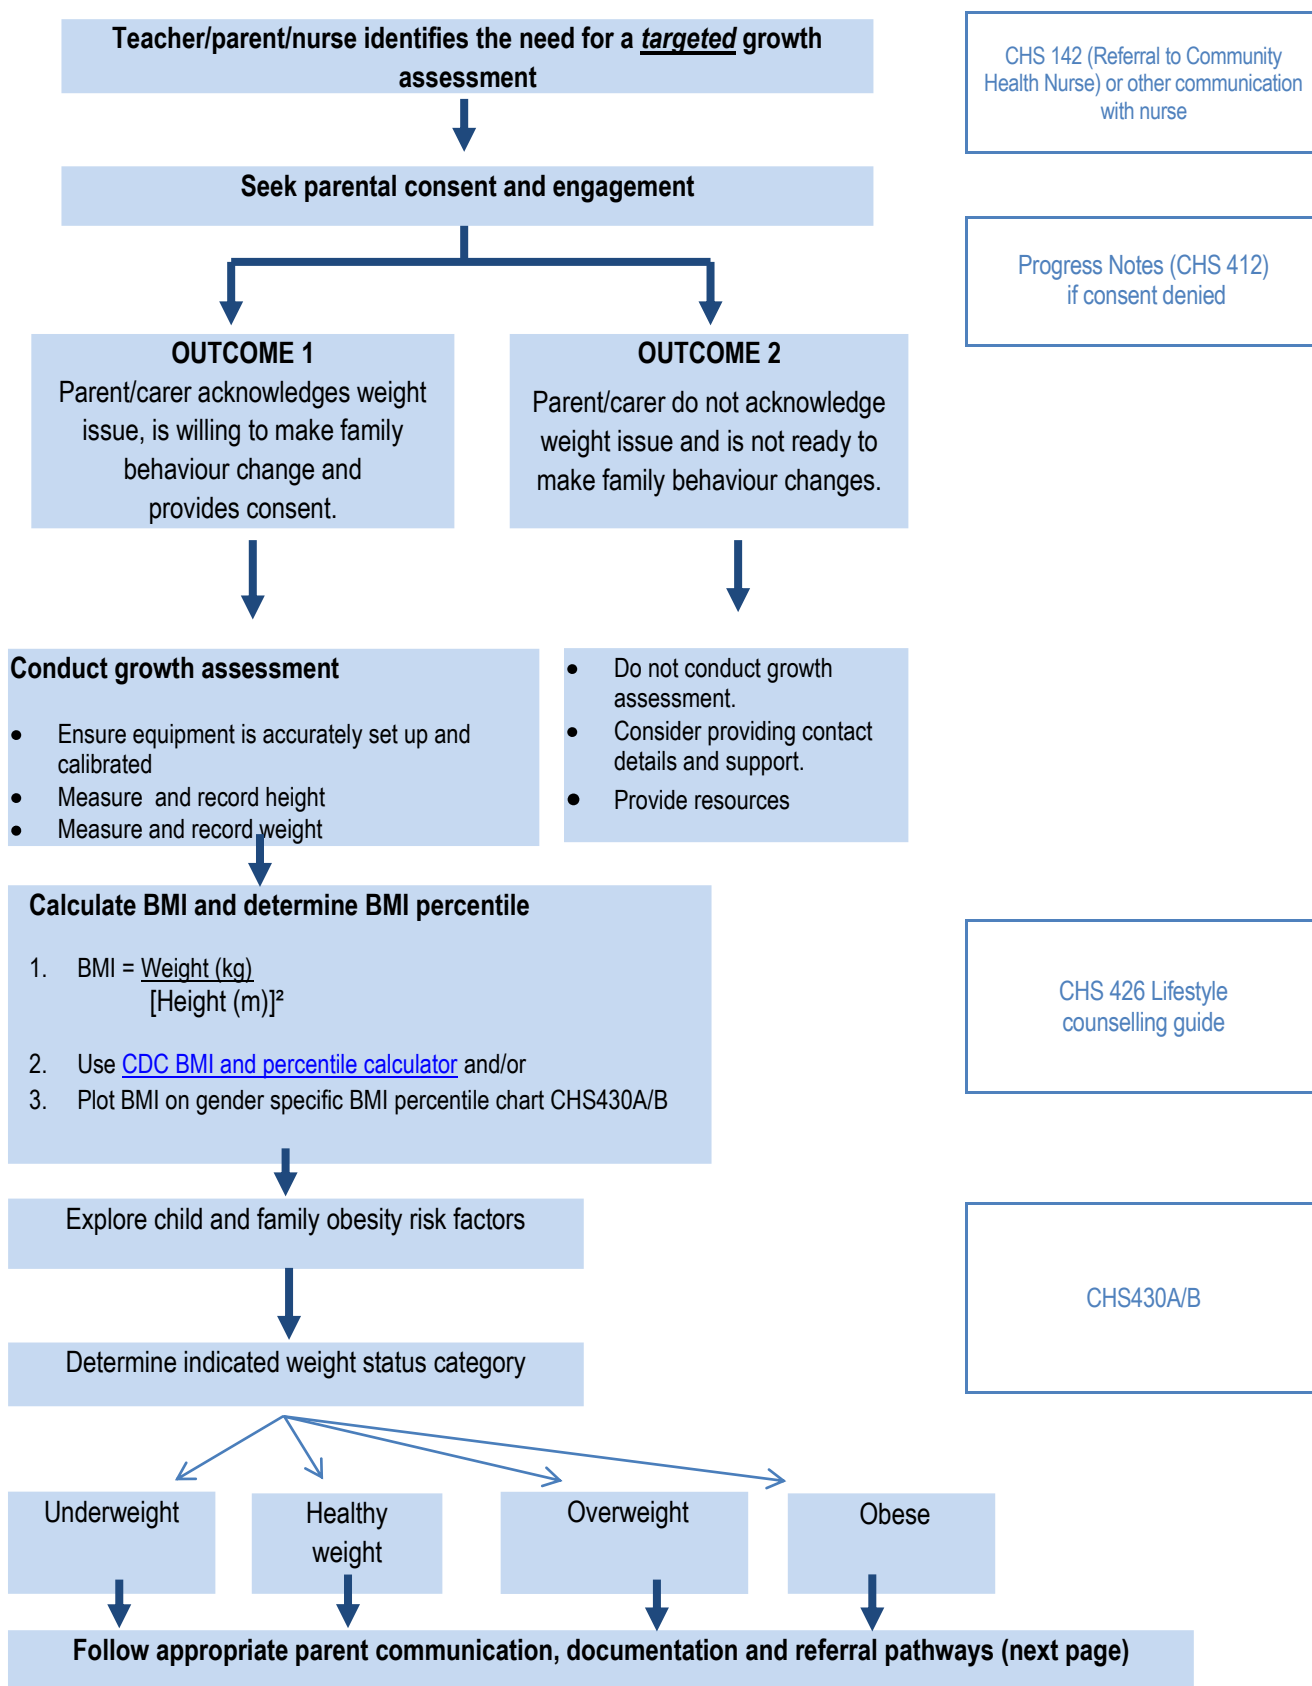 Teacher/parent/nurse identifies the need for a targeted growth
assessment
CHS 142 (Referral to Community
Health Nurse) or other communication
with nurse
Seek parental consent and engagement
Progress Notes (CHS 412)
if consent denied
OUTCOME 1
Parent/carer acknowledges weight
issue, is willing to make family
behaviour change and
provides consent.
OUTCOME 2
Parent/carer do not acknowledge
weight issue and is not ready to
make family behaviour changes.
Conduct growth assessment
• Ensure equipment is accurately set up and
calibrated
• Measure and record height
• Measure and record weight
• Do not conduct growth
assessment.
• Consider providing contact
details and support.
• Provide resources
Calculate BMI and determine BMI percentile
1. BMI = Weight (kg)
[Height (m)]²
2. Use CDC BMI and percentile calculator and/or
3. Plot BMI on gender specific BMI percentile chart CHS430A/B
CHS 426 Lifestyle
counselling guide
Explore child and family obesity risk factors
CHS430A/B
Determine indicated weight status category
Underweight
Healthy
weight
Overweight
Obese
Follow appropriate parent communication, documentation and referral pathways (next page)